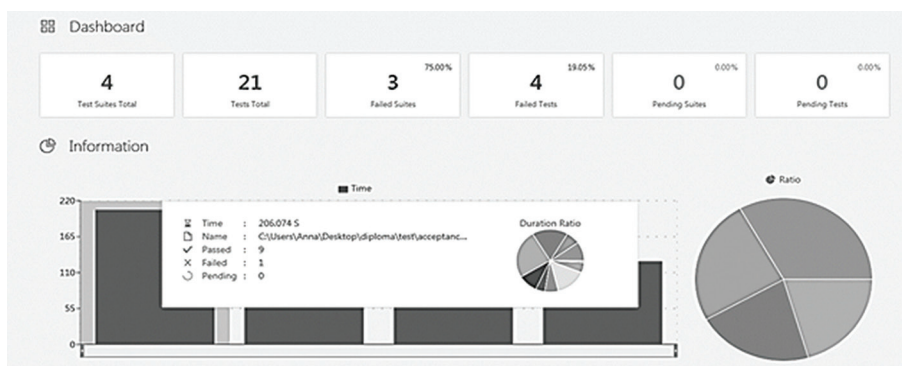 Dashboard
75.00% 19.05% 0.00% 0.00%
4 21 3 4 0 0
Test Suites Total Tests Total Failed Suites Failed Tests Pending Suites Pending Tests
Information
Time
Ratio
220
165
110
55
0
Time : 206.074 S
Name : C:\Users\Anna\Desktop\diploma\test\acceptanc...
Passed : 9
Failed : 1
Pending : 0
Duration Ratio